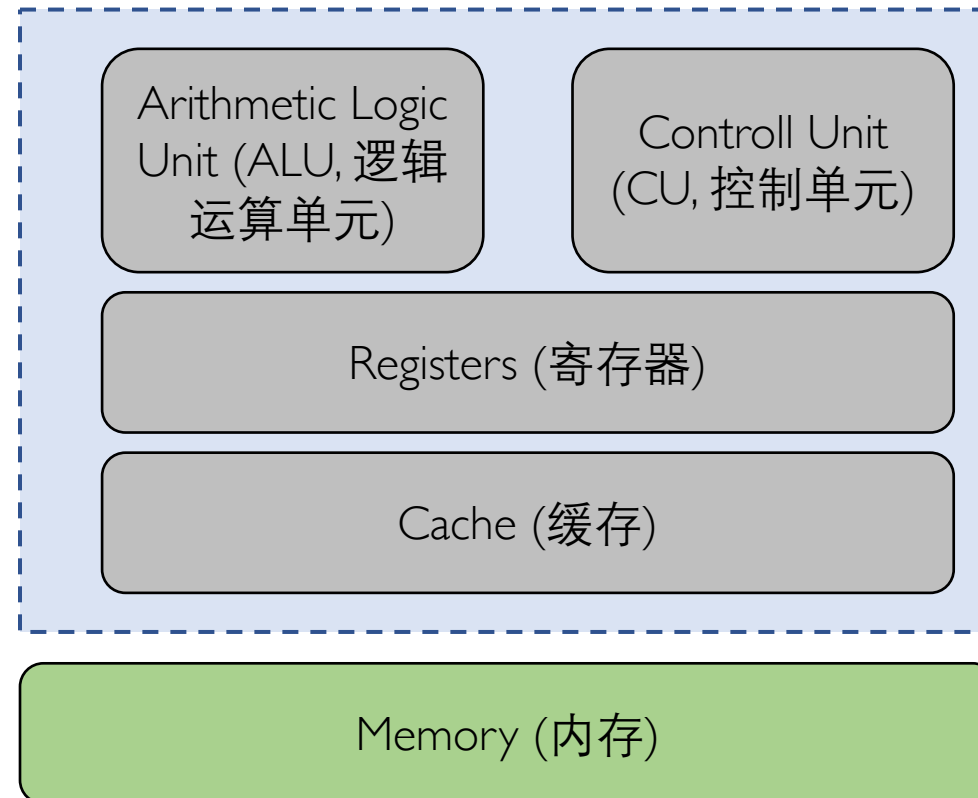 Arithmetic Logic
Unit (ALU, 逻辑
运算单元)
Controll Unit
(CU, 控制单元)
Registers (寄存器)
Cache (缓存)
Memory (内存)